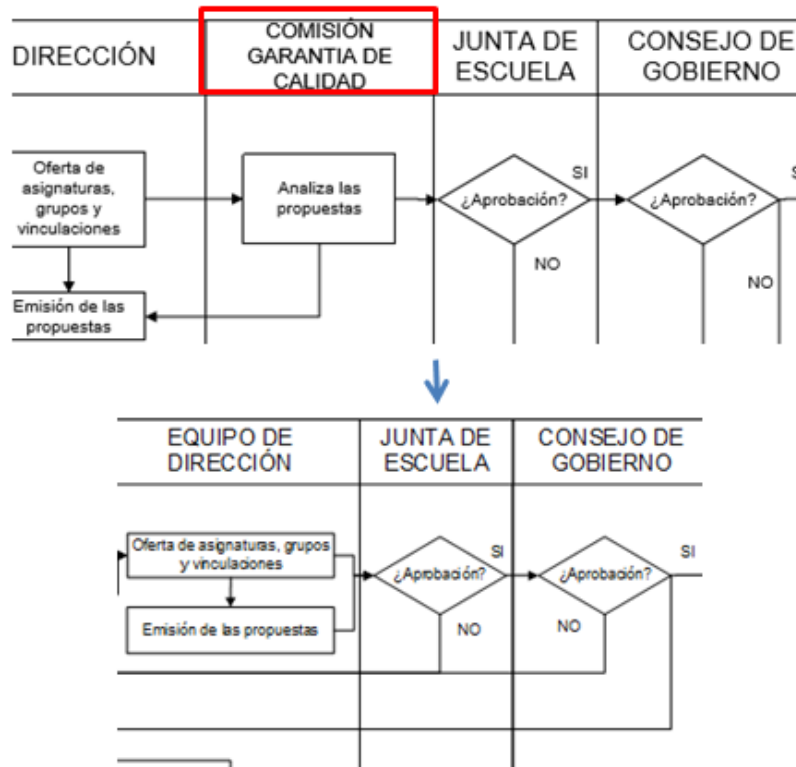 DIRECCIÓN
COMISIÓN
GARANTIA DE
CALIDAD
JUNTA DE
ESCUELA
CONSEJO DE
GOBIERNO
Oferta de
asignaturas,
grupos y
vinculaciones
Analiza las
propuestas
¿Aprobación?
SI
¿Aprobación?
S
NO
NO
Emisión de las
propuestas
EQUIPO DE
DIRECCIÓN
JUNTA DE
ESCUELA
CONSEJO DE
GOBIERNO
Oferta de asignaturas, grupos
y vinculaciones
¿Aprobación?
SI
¿Aprobación?
SI
Emisión de las propuestas
NO
NO